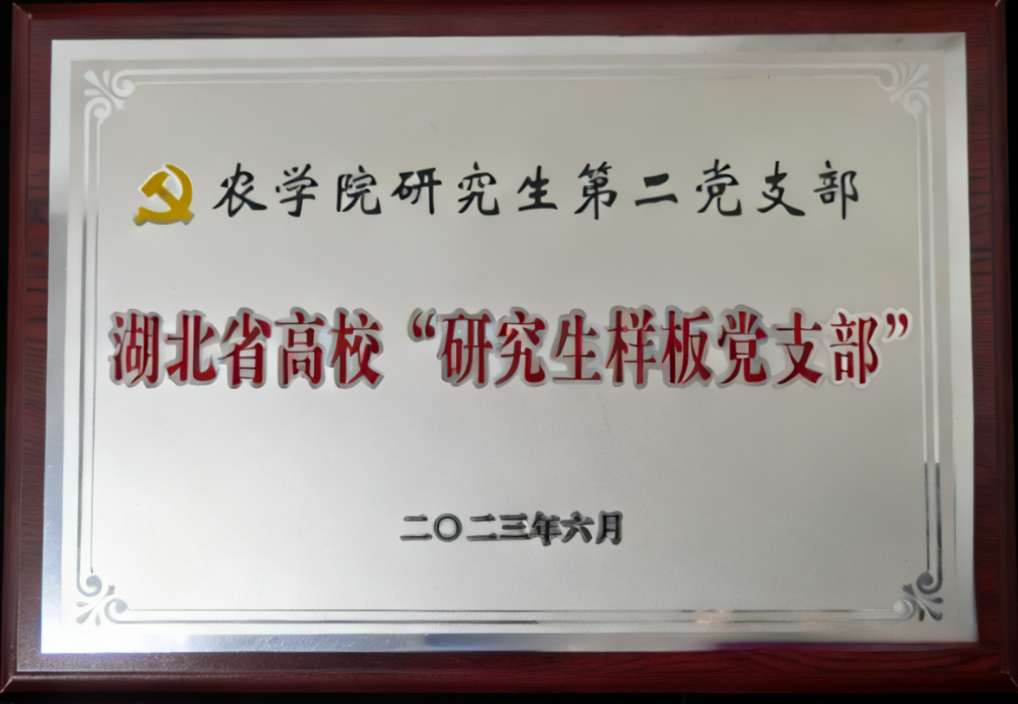 农学院研究生第二党支部
湖北省高校“研究生样板党支部”
二〇二三年六月